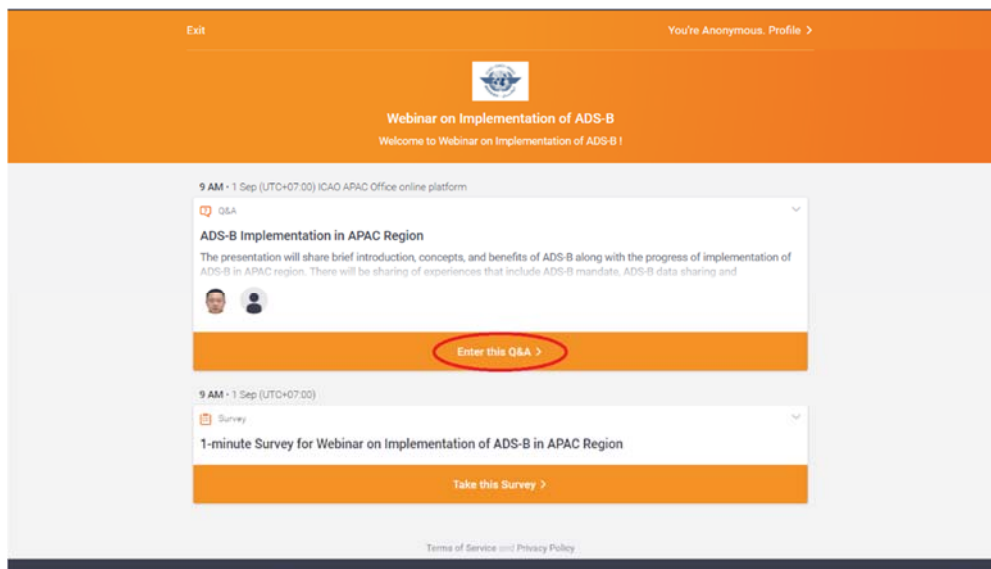 Exit
You're Anonymous. Profile >
Webinar on Implementation of ADS-B
Welcome to Webinar on Implementation of ADS-B !
9 AM · 1 Sep (UTC+07:00) ICAO APAC Office online platform
Q&A
ADS-B Implementation in APAC Region
The presentation will share brief introduction, concepts, and benefits of ADS-B along with the progress of implementation of
ADS-B in APAC region. There will be sharing of experiences that include ADS-B mandate, ADS-B data sharing and
Enter this Q&A >
9 AM · 1 Sep (UTC+07:00)
Survey
1-minute Survey for Webinar on Implementation of ADS-B in APAC Region
Take this Survey >
Terms of Service and Privacy Policy